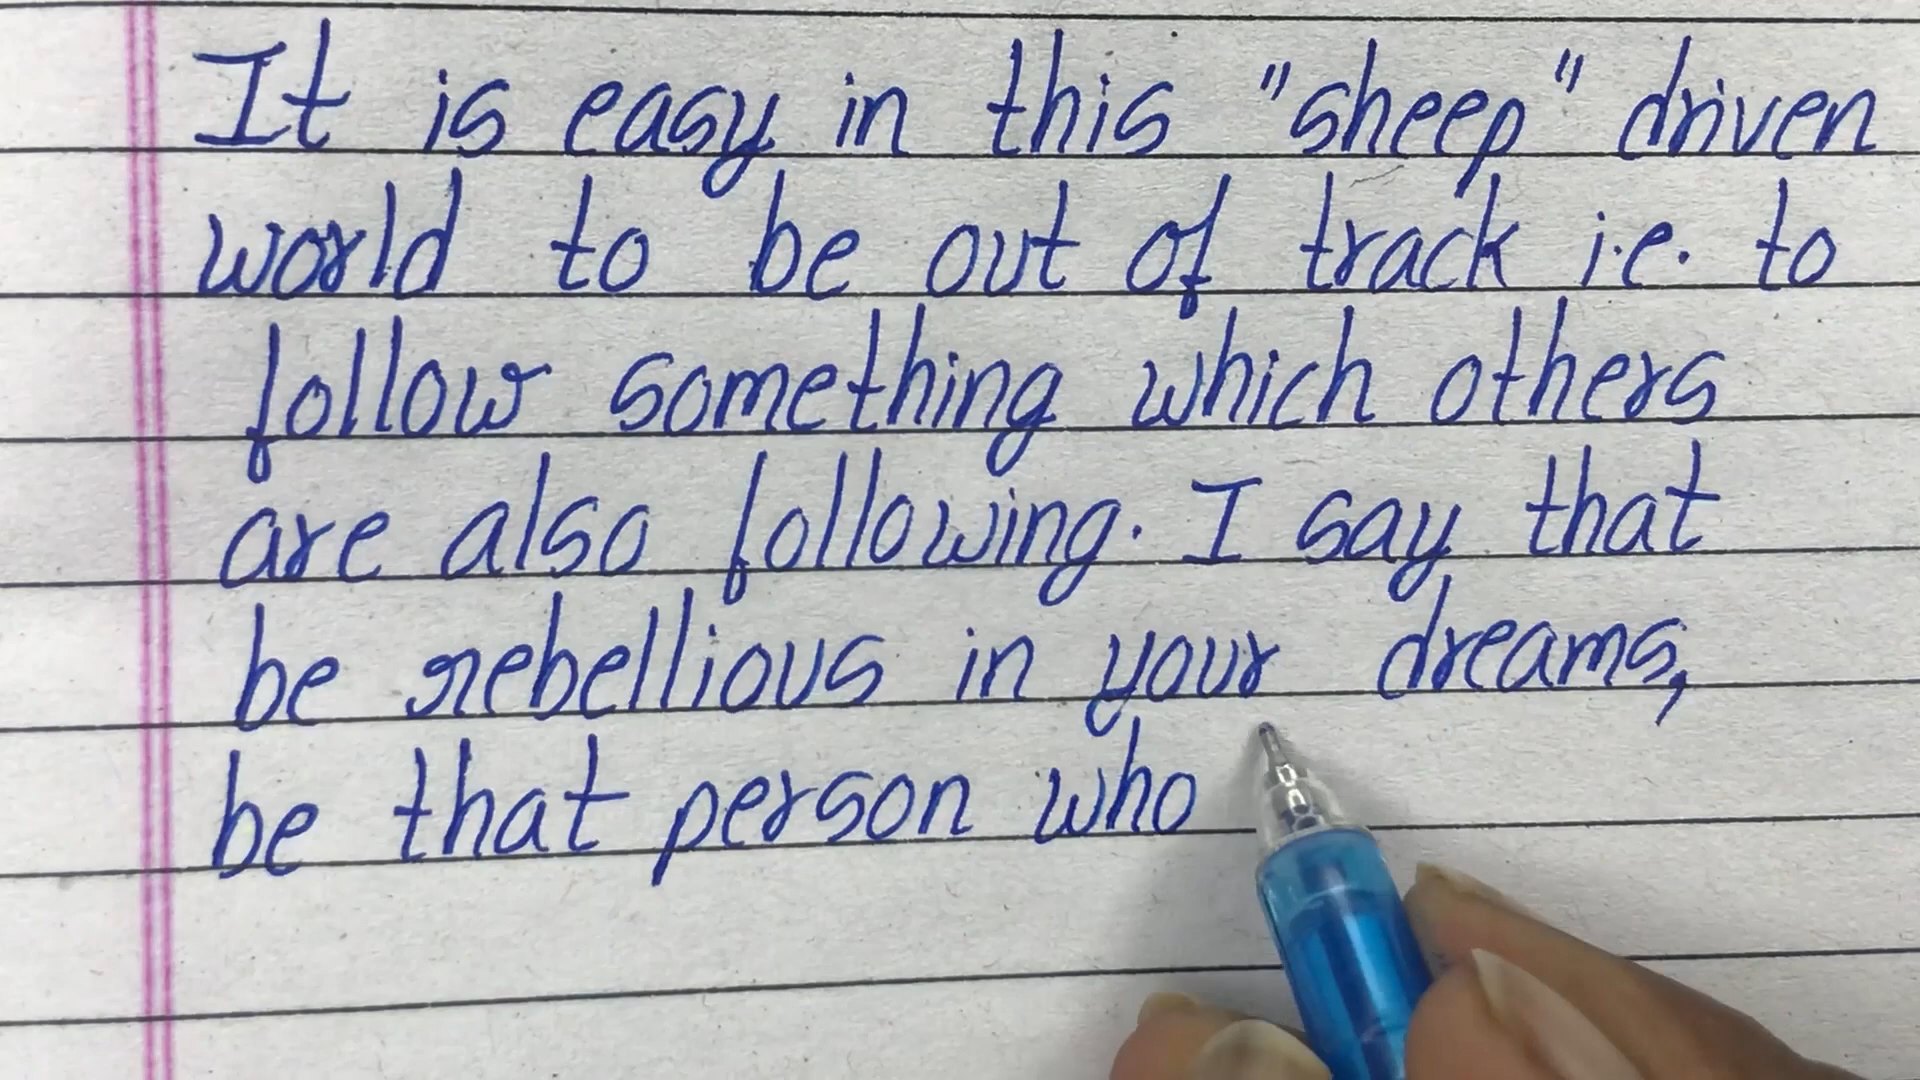 It is easy in this "sheep" driven
world to be out of track i.e. to
follow something which others
are also following. I say that
be rebellious in your dreams,
be that person who